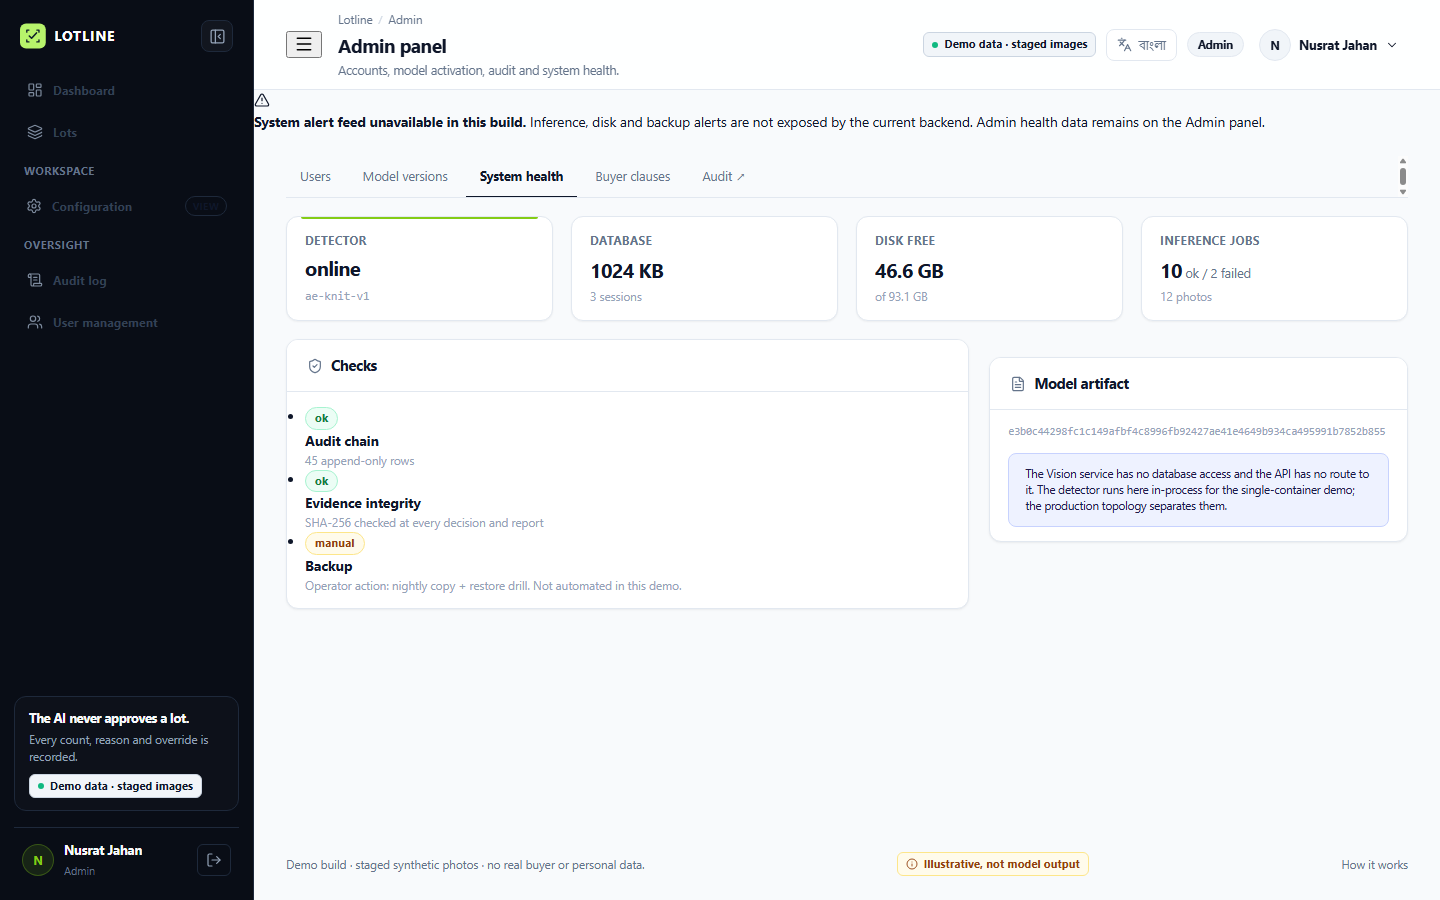 LOTLINE
Dashboard
Lots
WORKSPACE
Configuration
VIEW
OVERSIGHT
Audit log
User management
The AI never approves a lot.
Every count, reason and override is
recorded.
Demo data · staged images
N
Nusrat Jahan
Admin
Lotline / Admin
Admin panel
Accounts, model activation, audit and system health.
Demo data · staged images
বাংলা
Admin
N
Nusrat Jahan
System alert feed unavailable in this build. Inference, disk and backup alerts are not exposed by the current backend. Admin health data remains on the Admin panel.
Users
Model versions
System health
Buyer clauses
Audit ↗
DETECTOR
online
ae-knit-v1
DATABASE
1024 KB
3 sessions
DISK FREE
46.6 GB
of 93.1 GB
INFERENCE JOBS
10 ok / 2 failed
12 photos
Checks
ok
Audit chain
45 append-only rows
ok
Evidence integrity
SHA-256 checked at every decision and report
manual
Backup
Operator action: nightly copy + restore drill. Not automated in this demo.
Model artifact
e3b0c44298fc1c149afbf4c8996fb92427ae41e4649b934ca495991b7852b855
The Vision service has no database access and the API has no route to
it. The detector runs here in-process for the single-container demo;
the production topology separates them.
Demo build · staged synthetic photos · no real buyer or personal data.
Illustrative, not model output
How it works